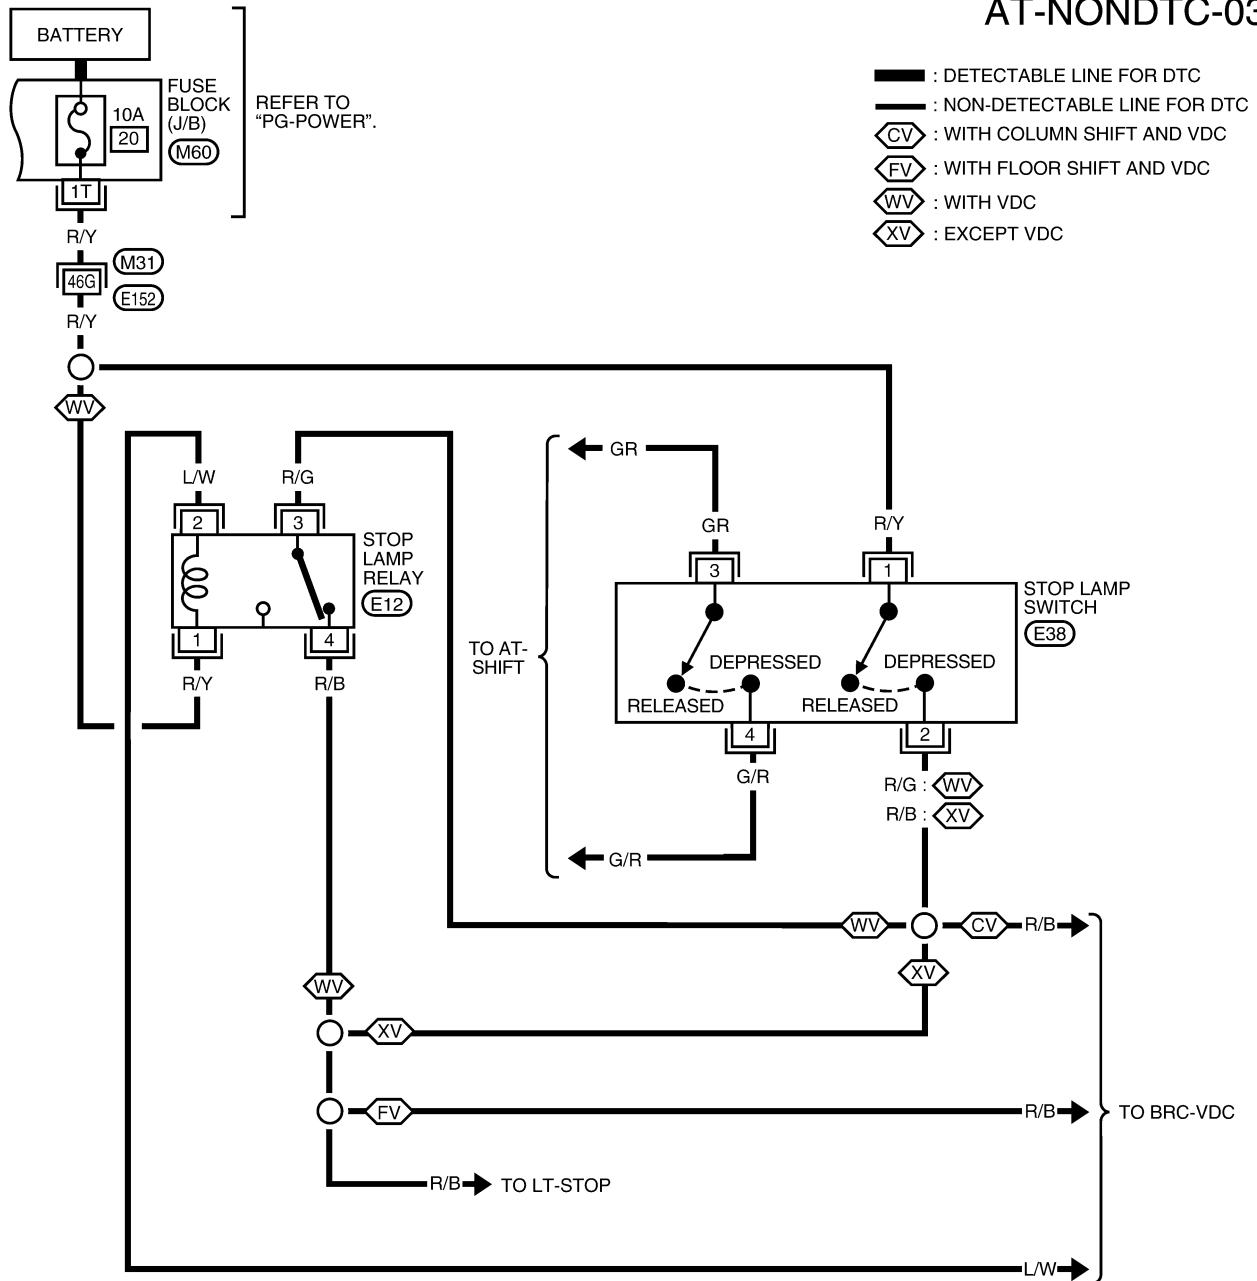 AT-NONDTC-03
BATTERY
FUSE
BLOCK
(J/B)
M60
10A
20
1T
REFER TO
“PG-POWER”.
: DETECTABLE LINE FOR DTC
: NON-DETECTABLE LINE FOR DTC
CV : WITH COLUMN SHIFT AND VDC
FV : WITH FLOOR SHIFT AND VDC
WV : WITH VDC
XV : EXCEPT VDC
R/Y
M31
46G
E152
R/Y
WV
L/W
R/G
2
3
STOP
LAMP
RELAY
E12
1
4
R/Y
R/B
GR
GR
R/Y
3
1
STOP LAMP
SWITCH
E38
TO AT-
SHIFT
DEPRESSED
DEPRESSED
RELEASED
RELEASED
4
2
G/R
R/G : WV
R/B : XV
G/R
WV
CV
R/B
XV
WV
XV
FV
R/B
TO BRC-VDC
R/B
TO LT-STOP
L/W